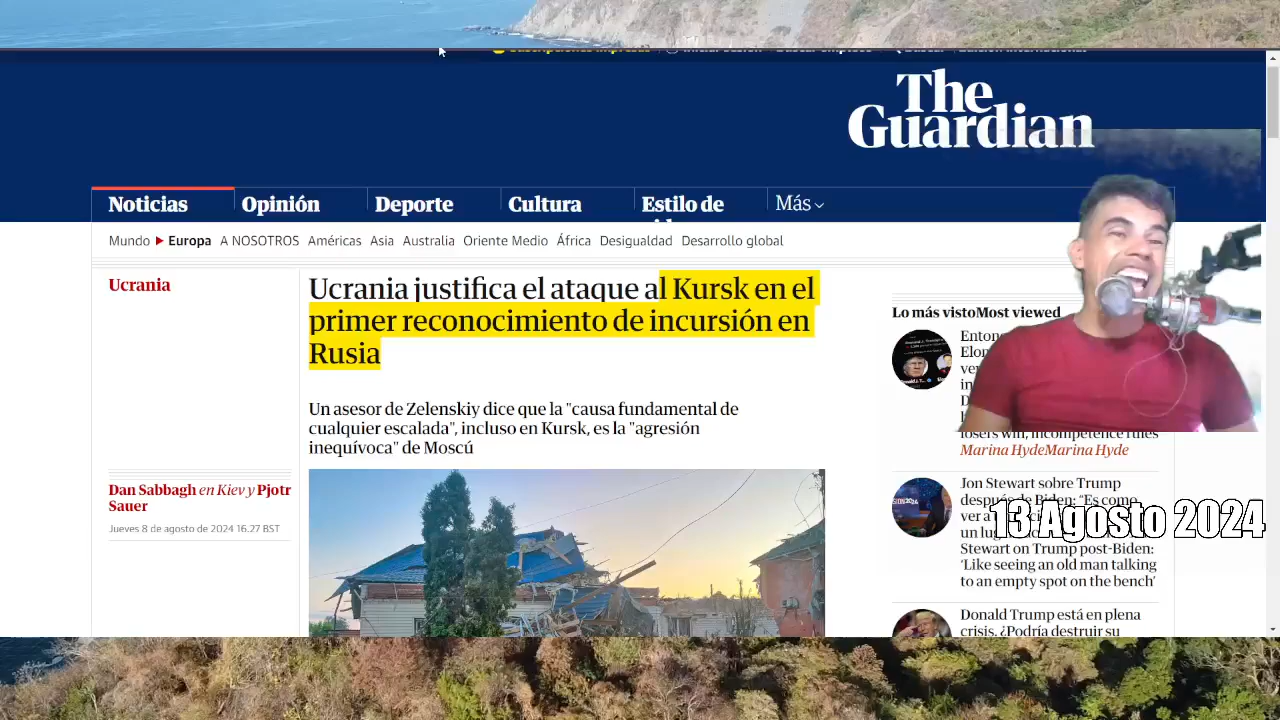 The
Guardian
Noticias
Opinión
Deporte
Cultura
Estilo de
Más
Mundo
Europa
A NOSOTROS
Américas
Asia
Australia
Oriente Medio
África
Desigualdad
Desarrollo global
Ucrania
Ucrania justifica el ataque al Kursk en el
primer reconocimiento de incursión en
Rusia
Un asesor de Zelenskiy dice que la "causa fundamental de
cualquier escalada", incluso en Kursk, es la "agresión
inequívoca" de Moscú
Dan Sabbagh en Kiev y Pjotr
Sauer
Jueves 8 de agosto de 2024 16.27 BST
Lo más vistoMost viewed
losers win, incompetence rules
Marina HydeMarina Hyde
Jon Stewart sobre Trump
después de Biden: “Es como
ver a
un lug
Stewart on Trump post-Biden:
‘Like seeing an old man talking
to an empty spot on the bench’
Donald Trump está en plena
crisis. ¿Podría destruir su
13 Agosto 2024